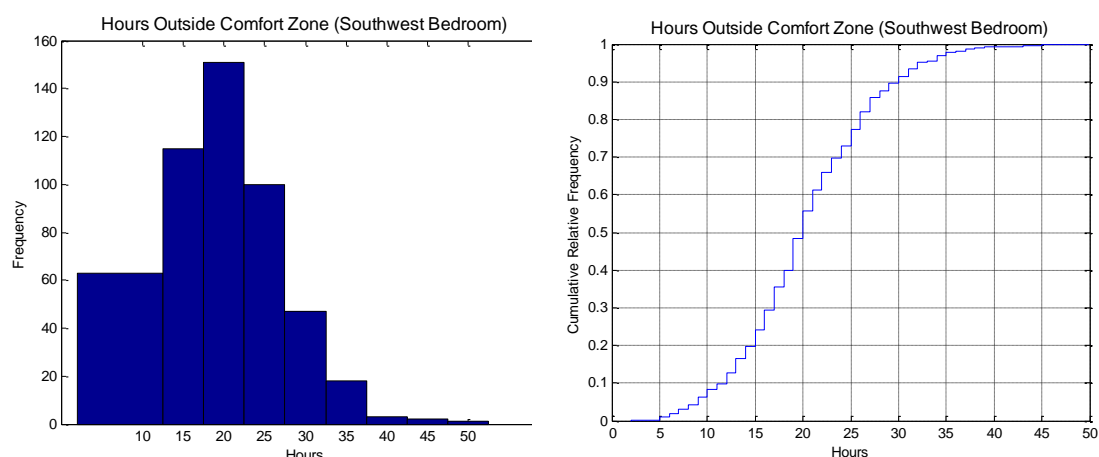 Hours Outside Comfort Zone (Southwest Bedroom)
160
140
120
100
80
60
40
20
0
Frequency
10 15 20 25 30 35 40 45 50
Hours
Hours Outside Comfort Zone (Southwest Bedroom)
1
0.9
0.8
0.7
0.6
0.5
0.4
0.3
0.2
0.1
0
Cumulative Relative Frequency
0 5 10 15 20 25 30 35 40 45 50
Hours